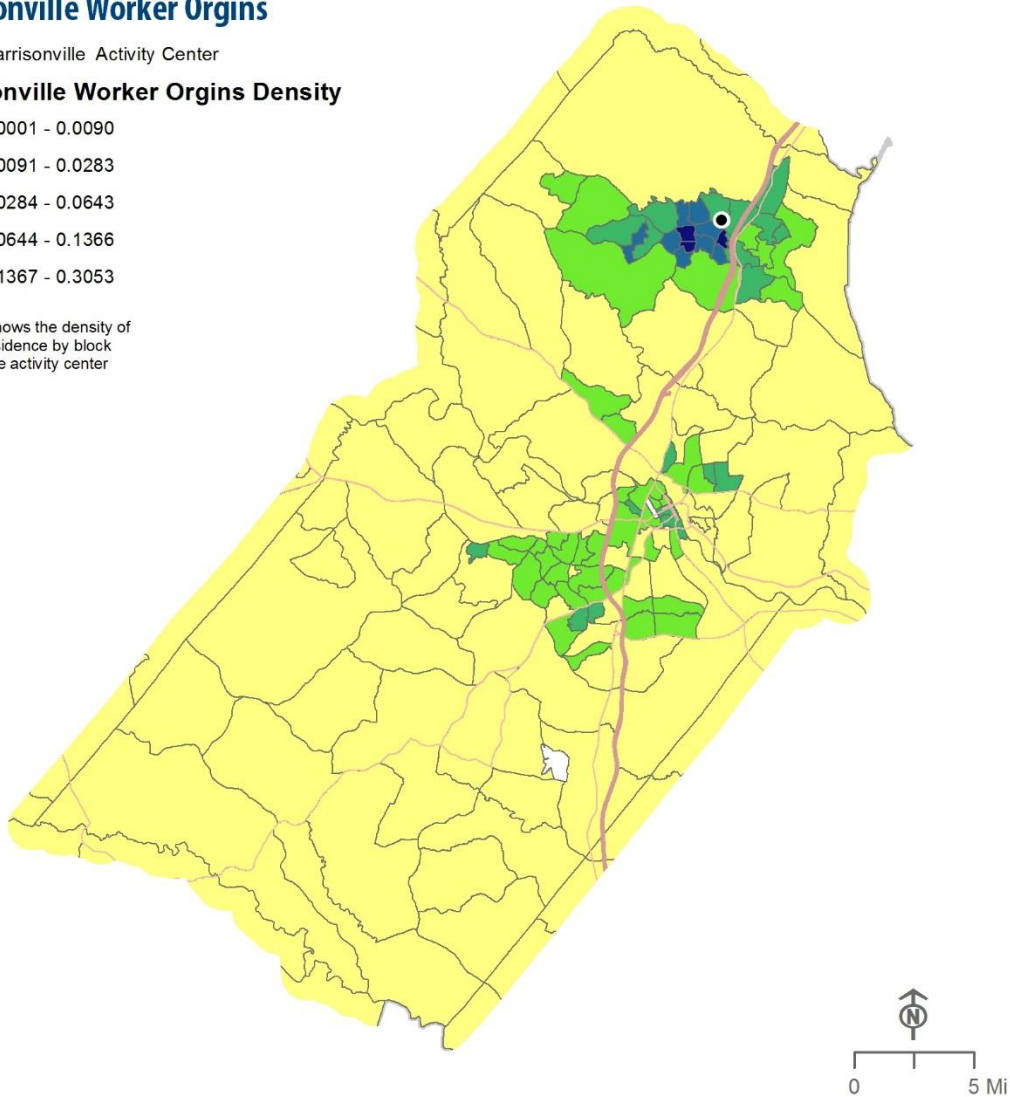 onville Worker Orgins
arrisonville Activity Center
onville Worker Orgins Density
0001 - 0.0090
0091 - 0.0283
0284 - 0.0643
0644 - 0.1366
1367 - 0.3053
hows the density of
sidence by block
e activity center
N
0 5 Mi